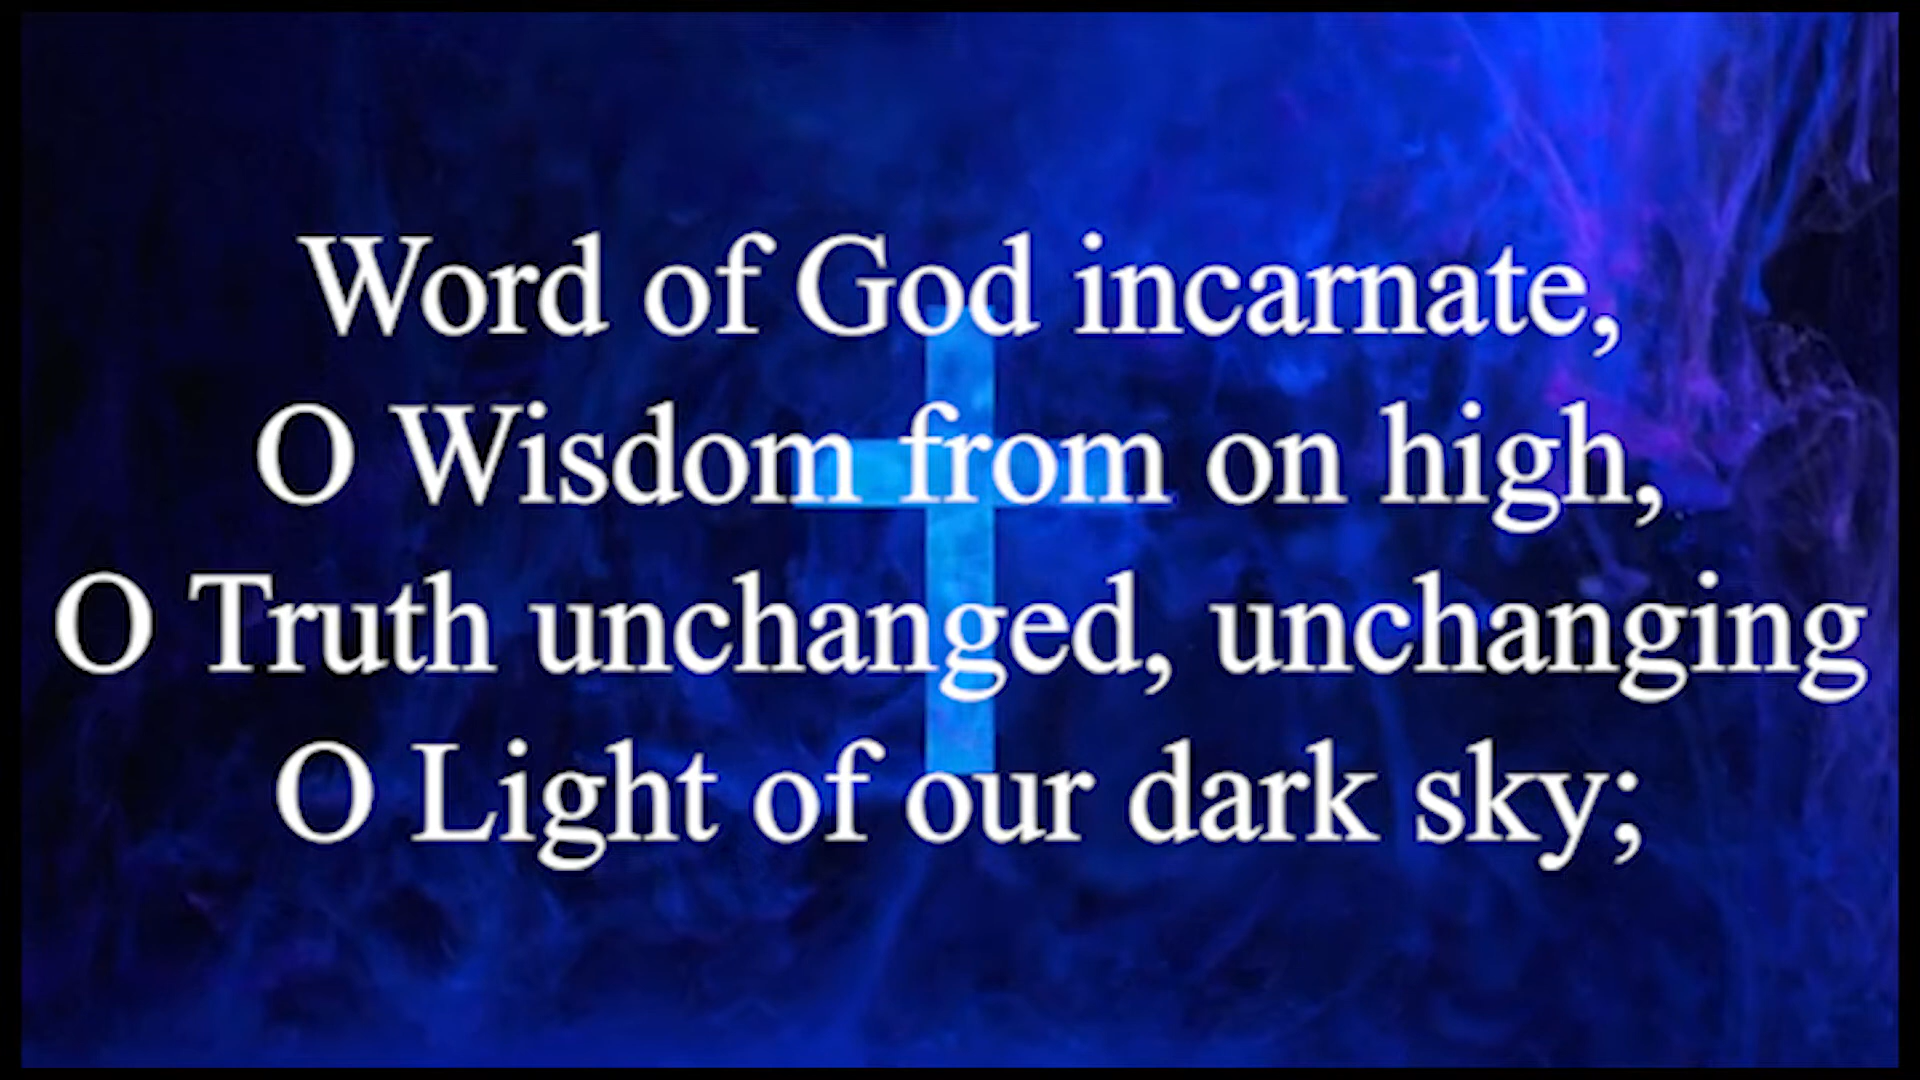 Word of God incarnate,
O Wisdom from on high,
O Truth unchanged, unchanging
O Light of our dark sky;